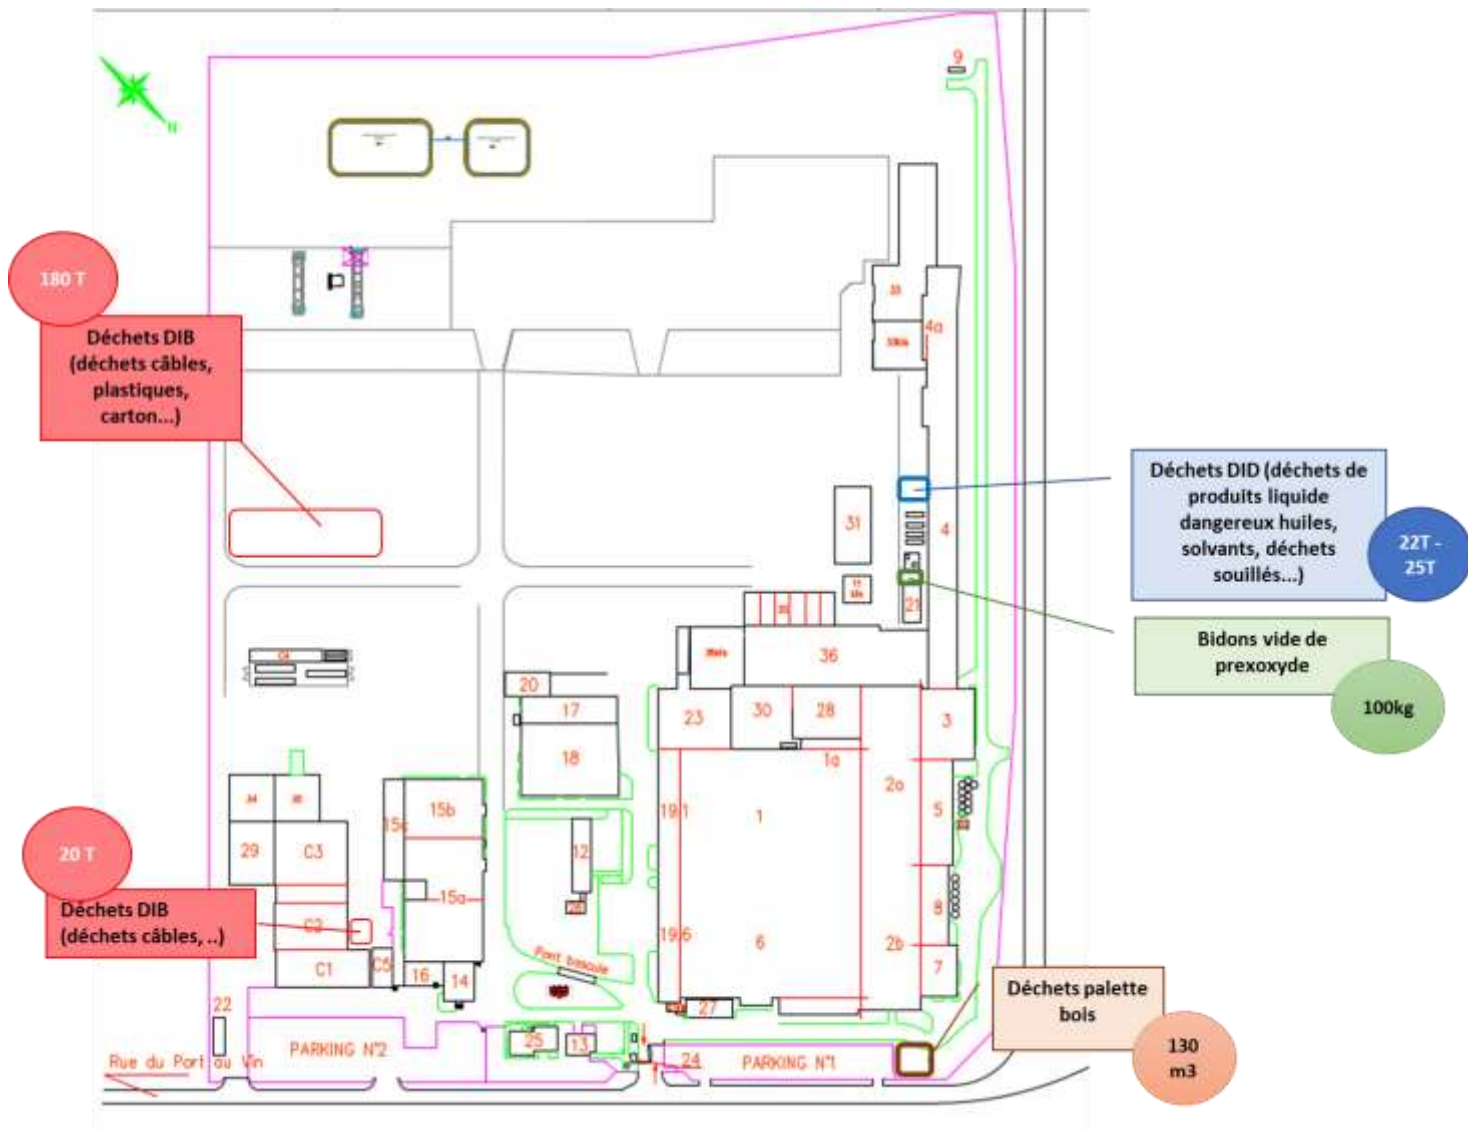 9
N
180 T
Déchets DIB
(déchets câbles,
plastiques,
carton...)
33
4a
Déchets DID (déchets de
produits liquide
dangereux huiles,
solvants, déchets
souillés...)
22T -
25T
31
4
21
Bidons vide de
prexoxyde
100kg
36
20
17
18
23
30
28
3
1a
2a
15c
15b
19.1
1
5
29
C3
12
20 T
Déchets DIB
(déchets câbles, ..)
15a
C2
26
19.6
6
2b
8
7
C1
C5
16
14
Pont bascule
27
Déchets palette
bois
130
m3
22
25
13
24
PARKING N°2
PARKING N°1
Rue du Port au Vin